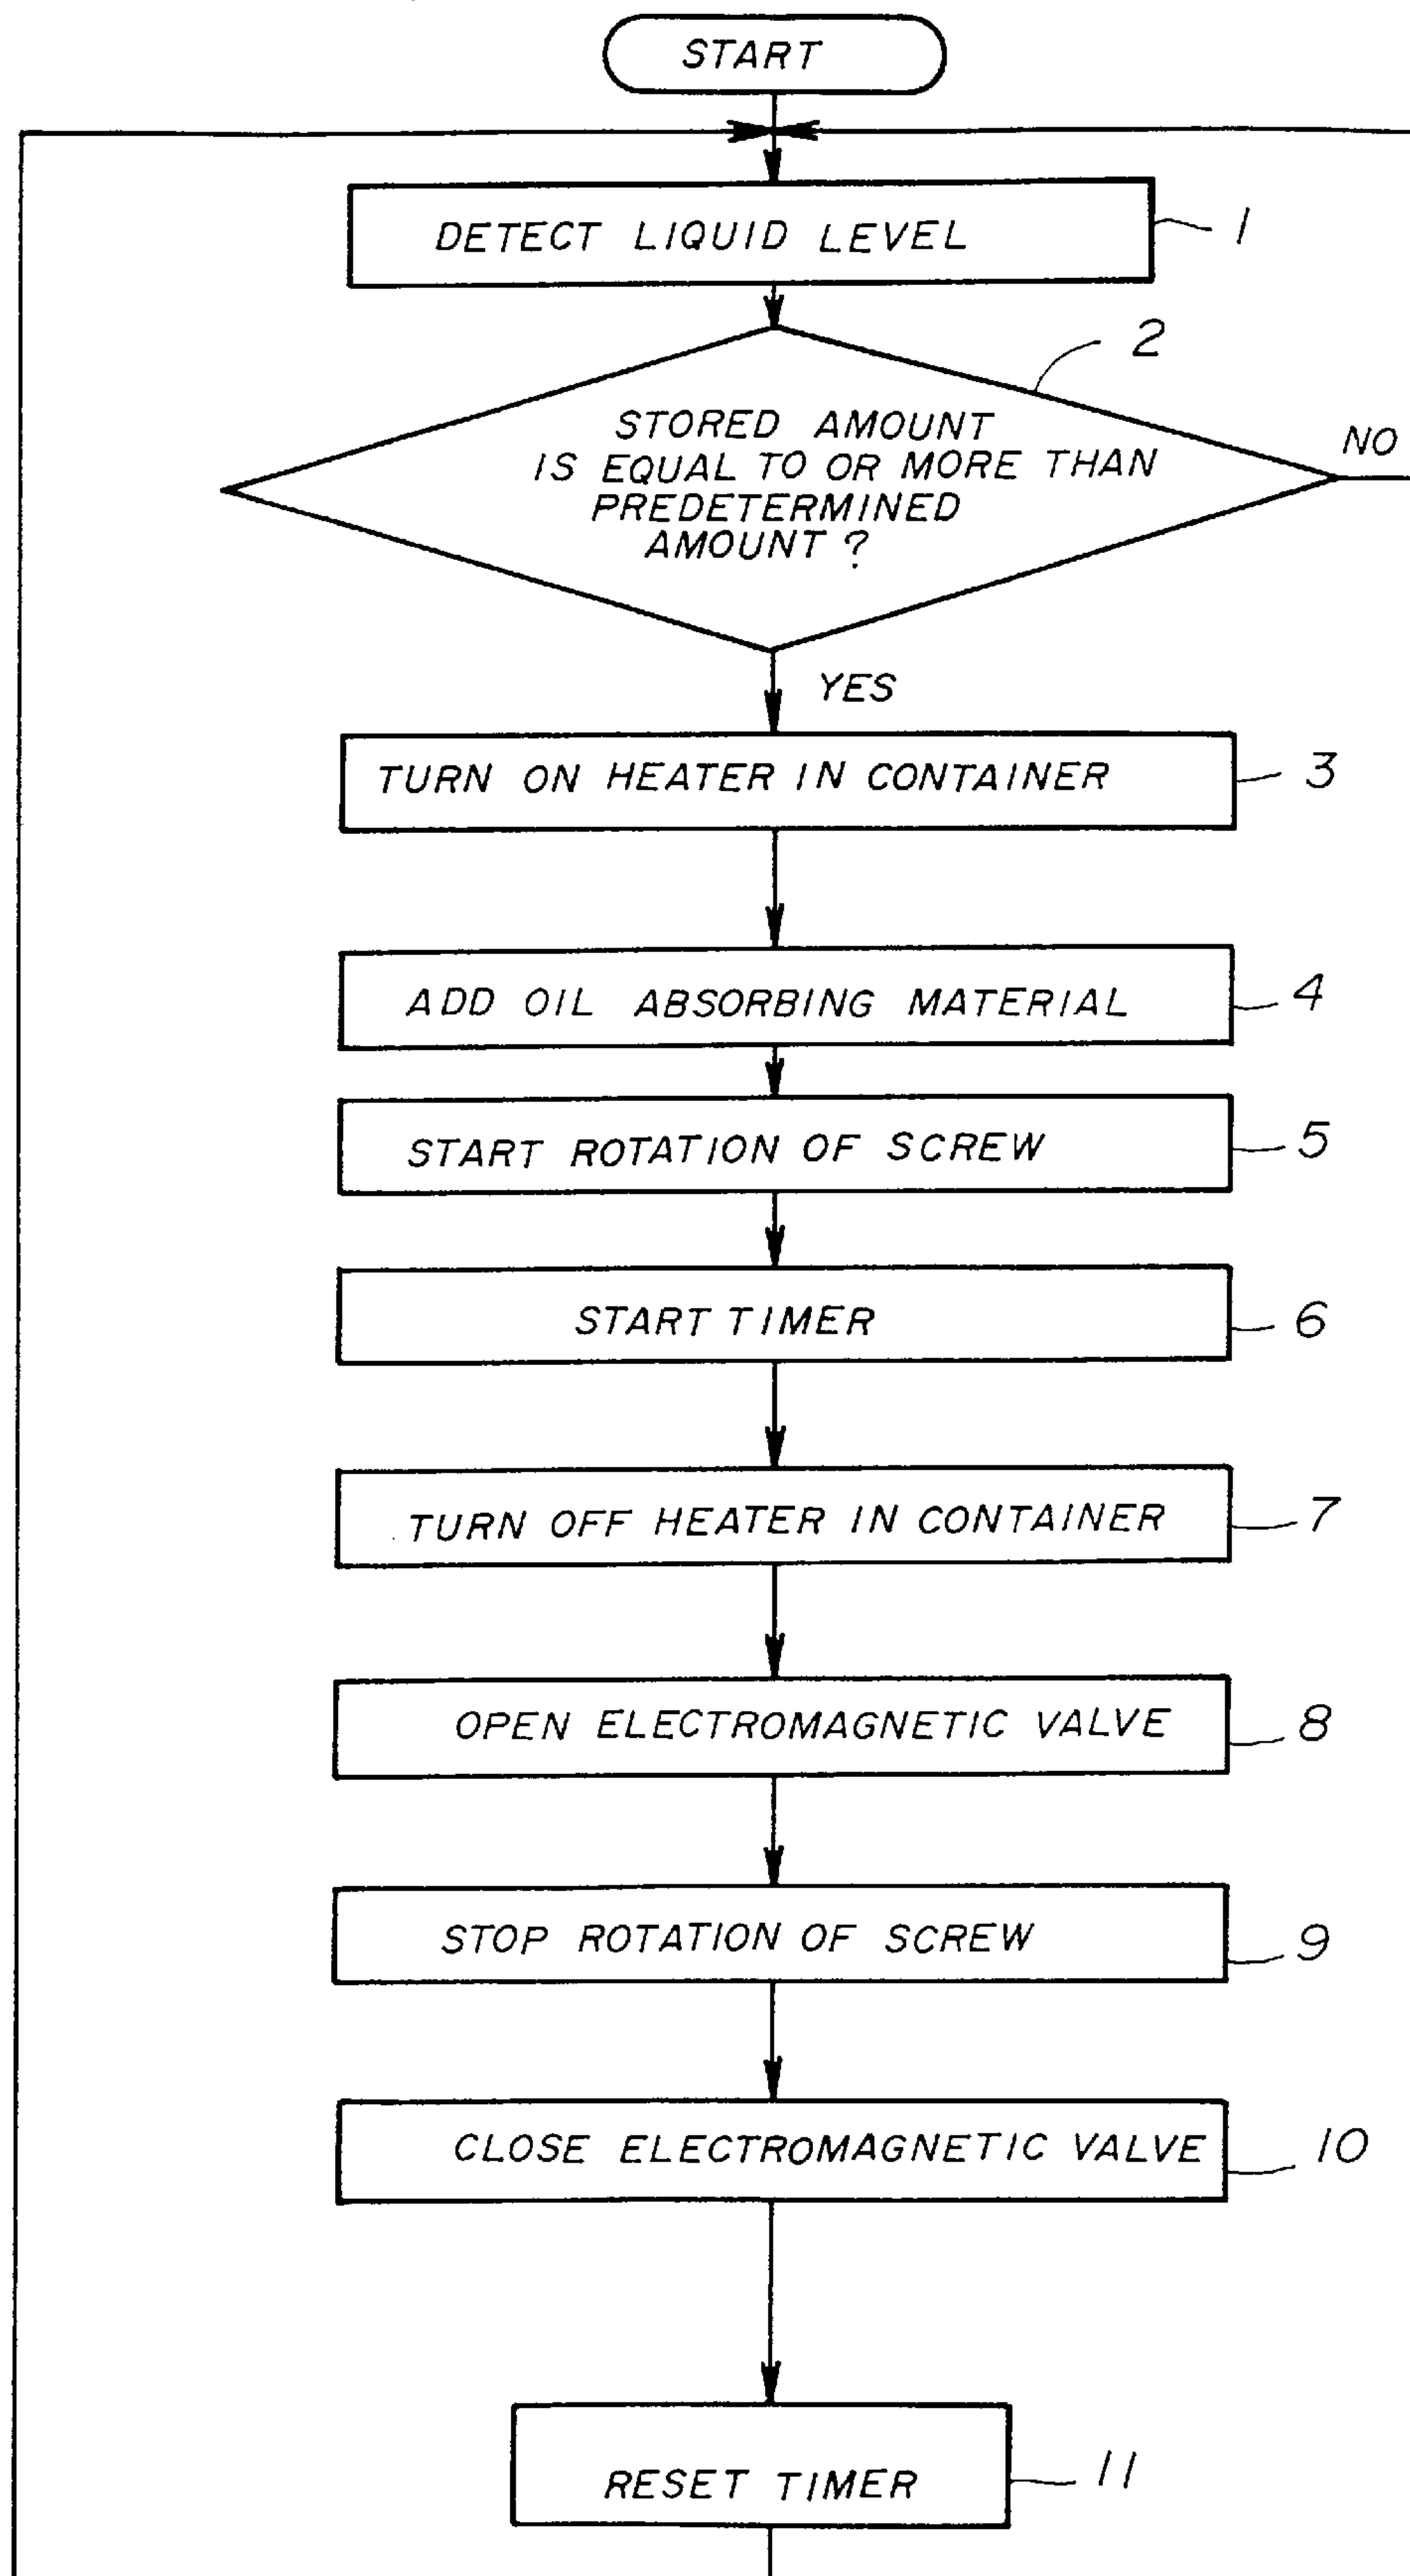 START
DETECT LIQUID LEVEL
1
2
STORED AMOUNT
IS EQUAL TO OR MORE THAN
PREDETERMINED
AMOUNT ?
NO
YES
TURN ON HEATER IN CONTAINER
3
ADD OIL ABSORBING MATERIAL
4
START ROTATION OF SCREW
5
START TIMER
6
TURN OFF HEATER IN CONTAINER
7
OPEN ELECTROMAGNETIC VALVE
8
STOP ROTATION OF SCREW
9
CLOSE ELECTROMAGNETIC VALVE
10
RESET TIMER
11